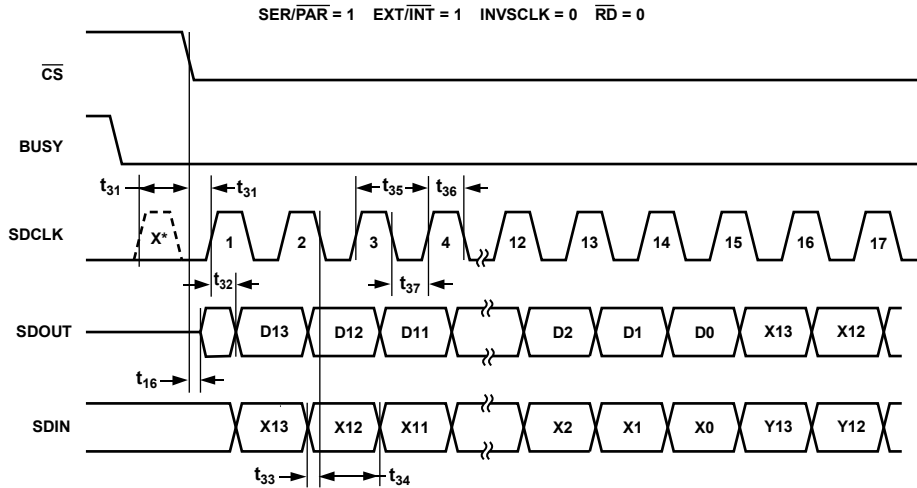 SER/PAR = 1 EXT/INT = 1 INVSCLK = 0 RD = 0
CS
BUSY
t31 t31 t35 t36
SDCLK X* 1 2 3 4 12 13 14 15 16 17
t32 t37
SDOUT D13 D12 D11 D2 D1 D0 X13 X12
t16
SDIN X13 X12 X11 X2 X1 X0 Y13 Y12
t33 t34